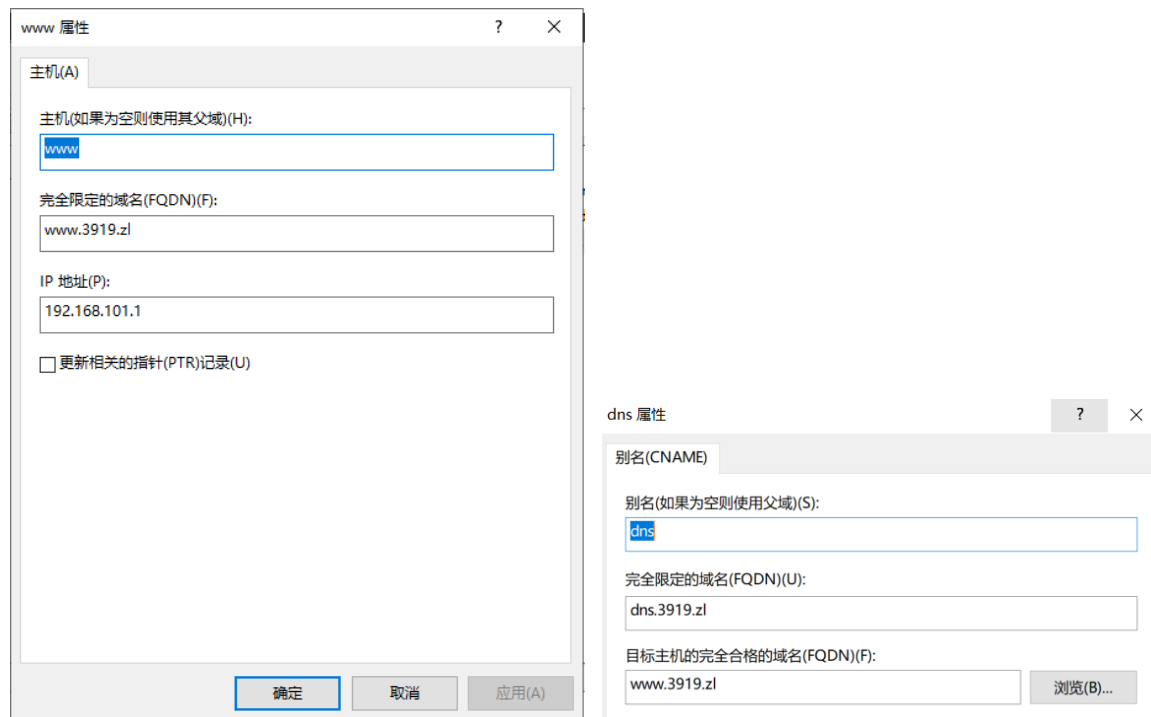 www 属性
?
主机(A)
主机(如果为空则使用其父域)(H):
www
完全限定的域名(FQDN)(F):
www.3919.zl
IP 地址(P):
192.168.101.1
更新相关的指针(PTR)记录(U)
确定
取消
应用(A)
dns 属性
?
别名(CNAME)
别名(如果为空则使用父域)(S):
dns
完全限定的域名(FQDN)(U):
dns.3919.zl
目标主机的完全合格的域名(FQDN)(F):
www.3919.zl
浏览(B)...